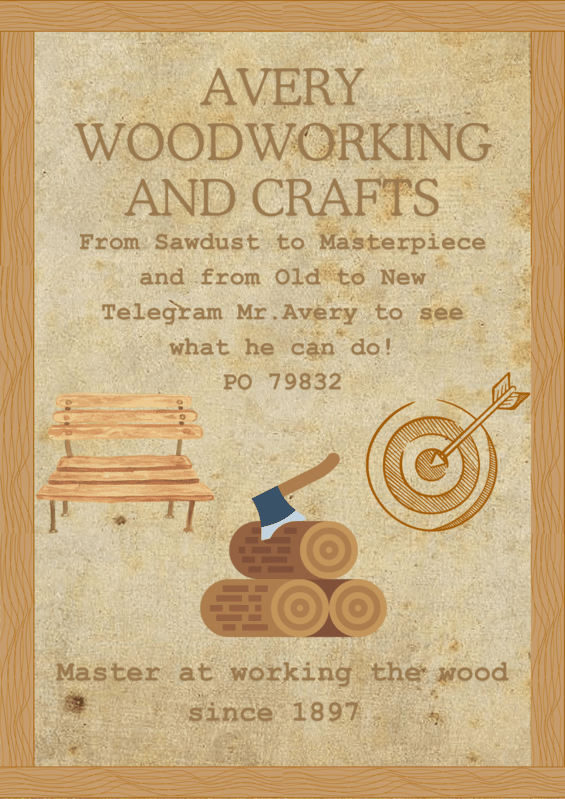 AVERY
WOODWORKING
AND CRAFTS
From Sawdust to Masterpiece
and from Old to New
Telegram Mr.Avery to see
what he can do!
PO 79832
Master at working the wood
since 1897